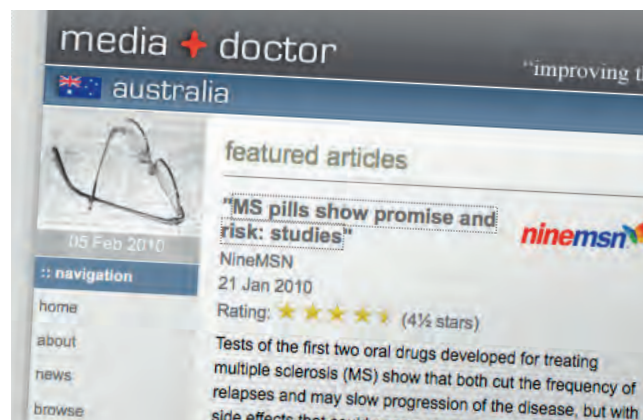 media + doctor
"improving t
australia
featured articles
"MS pills show promise and
risk: studies"
ninemsn
NineMSN
05 Feb 2010
21 Jan 2010
:: navigation
Rating: ★★★★ (4½ stars)
home
about
news
browse
Tests of the first two oral drugs developed for treating
multiple sclerosis (MS) show that both cut the frequency of
relapses and may slow progression of the disease, but with
side effects that